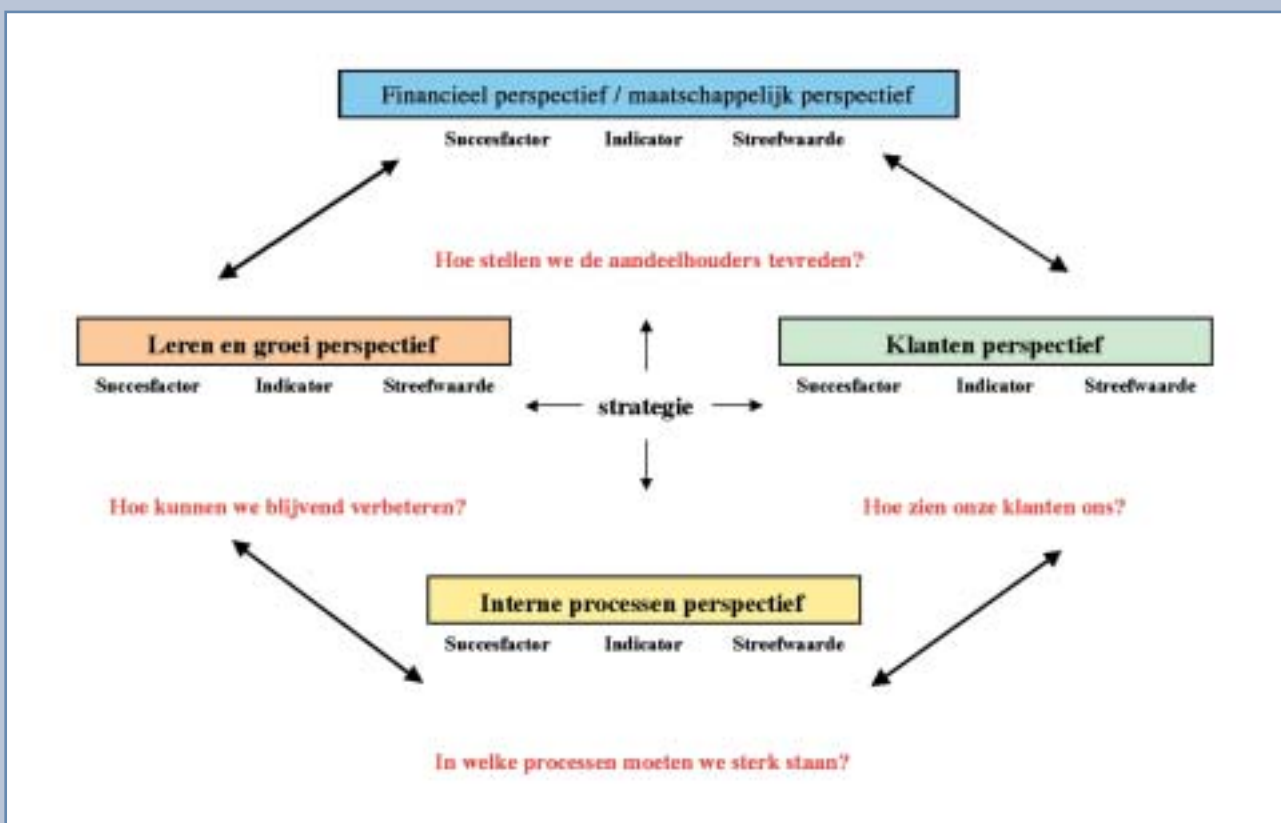 Financieel perspectief / maatschappelijk perspectief
Succesfactor Indicator Streefwaarde
Hoe stellen we de aandeelhouders tevreden?
Leren en groei perspectief
Succesfactor Indicator Streefwaarde
Klanten perspectief
Succesfactor Indicator Streefwaarde
strategie
Hoe kunnen we blijvend verbeteren?
Hoe zien onze klanten ons?
Interne processen perspectief
Succesfactor Indicator Streefwaarde
In welke processen moeten we sterk staan?